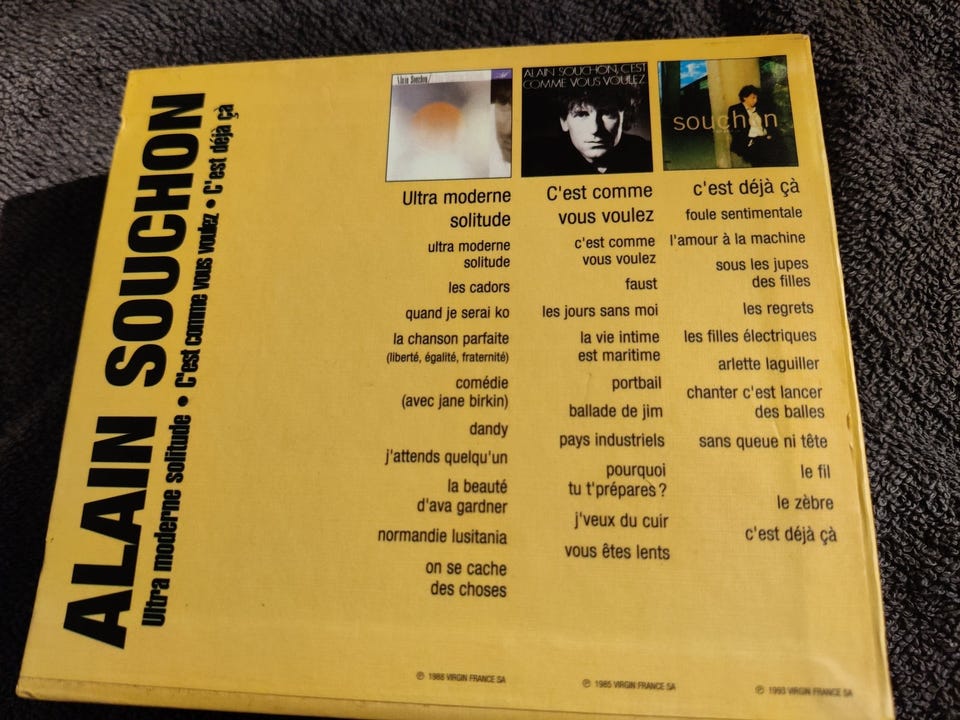 ALAIN SOUCHON
Ultra moderne solitude • C'est comme vous voulez • C'est déjà ça
Alain Souchon/
ALAIN SOUCHON, C'EST
COMME VOUS VOULEZ
souchon
Ultra moderne
solitude
ultra moderne
solitude
les cadors
quand je serai ko
la chanson parfaite
(liberté, égalité, fraternité)
comédie
(avec jane birkin)
dandy
j'attends quelqu'un
la beauté
d'ava gardner
normandie lusitania
on se cache
des choses
℗ 1988 VIRGIN FRANCE SA
C'est comme
vous voulez
c'est comme
vous voulez
faust
les jours sans moi
la vie intime
est maritime
portbail
ballade de jim
pays industriels
pourquoi
tu t'prépares ?
j'veux du cuir
vous êtes lents
℗ 1985 VIRGIN FRANCE SA
c'est déjà çà
foule sentimentale
l'amour à la machine
sous les jupes
des filles
les regrets
les filles électriques
arlette laguiller
chanter c'est lancer
des balles
sans queue ni tête
le fil
le zèbre
c'est déjà çà
℗ 1993 VIRGIN FRANCE SA